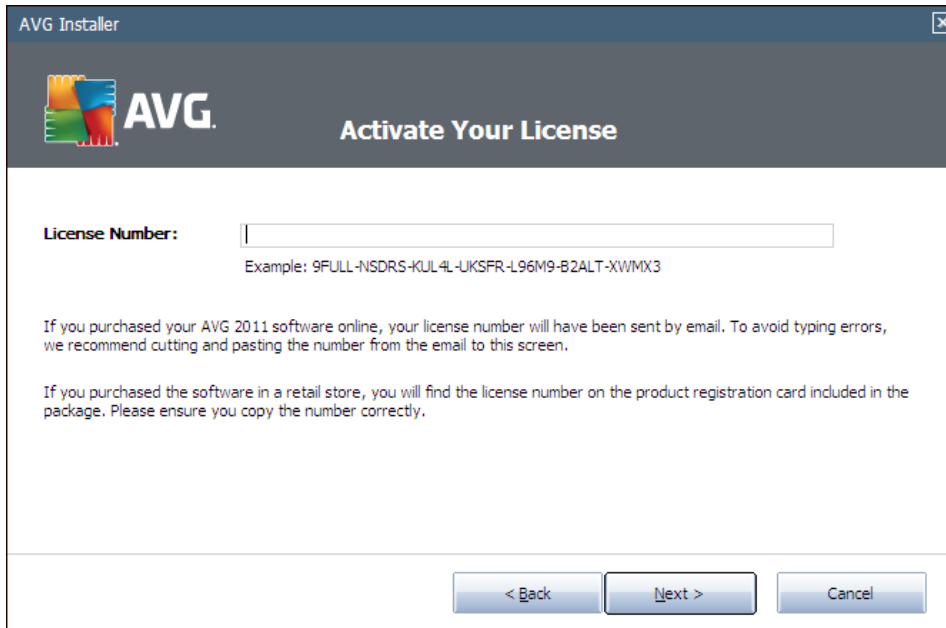 AVG Installer
AVG.
Activate Your License
License Number:
Example: 9FULL-NSDRS-KUL4L-UKSFR-L96M9-B2ALT-XWMX3
If you purchased your AVG 2011 software online, your license number will have been sent by email. To avoid typing errors,
we recommend cutting and pasting the number from the email to this screen.
If you purchased the software in a retail store, you will find the license number on the product registration card included in the
package. Please ensure you copy the number correctly.
< Back
Next >
Cancel